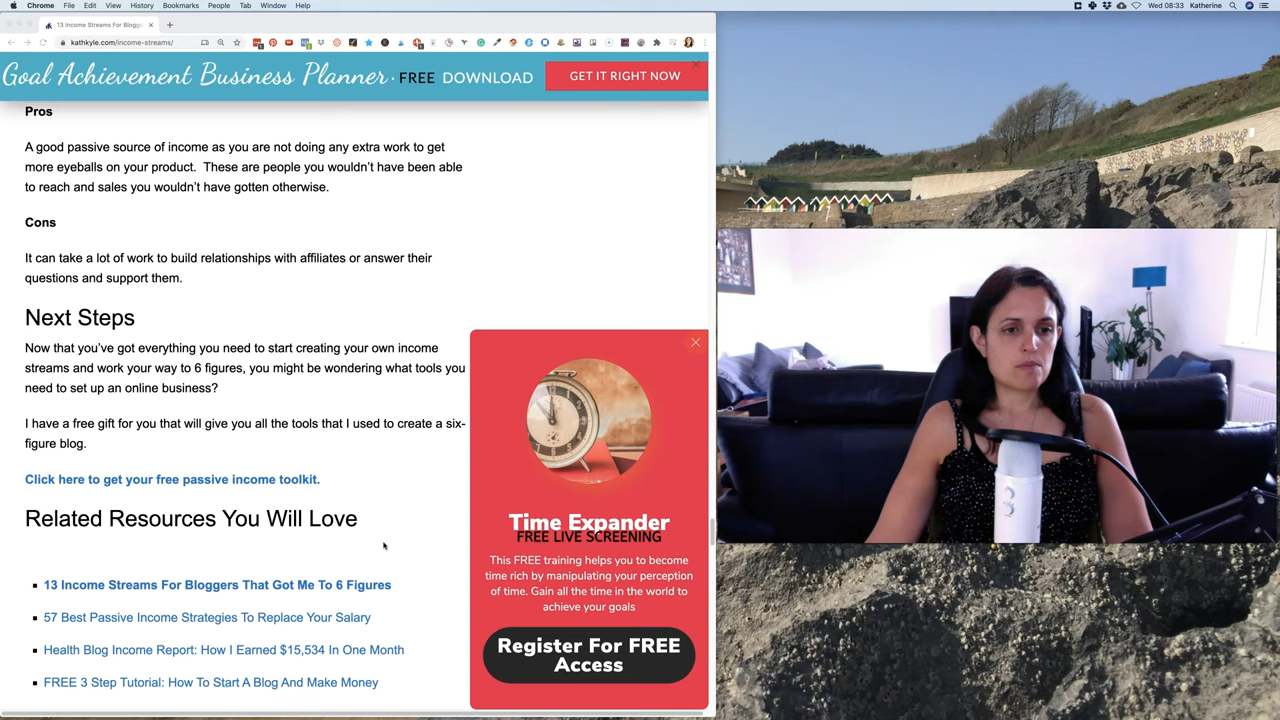 Chrome File Edit View History Bookmarks People Tab Window Help Wed 08:33 Katherine
13 Income Streams For Blogge
kathkyle.com/income-streams/
Goal Achievement Business Planner · FREE DOWNLOAD GET IT RIGHT NOW
Pros
A good passive source of income as you are not doing any extra work to get
more eyeballs on your product. These are people you wouldn’t have been able
to reach and sales you wouldn’t have gotten otherwise.
Cons
It can take a lot of work to build relationships with affiliates or answer their
questions and support them.
Next Steps
Now that you’ve got everything you need to start creating your own income
streams and work your way to 6 figures, you might be wondering what tools you
need to set up an online business?
I have a free gift for you that will give you all the tools that I used to create a six-
figure blog.
Click here to get your free passive income toolkit.
Related Resources You Will Love
13 Income Streams For Bloggers That Got Me To 6 Figures
57 Best Passive Income Strategies To Replace Your Salary
Health Blog Income Report: How I Earned $15,534 In One Month
FREE 3 Step Tutorial: How To Start A Blog And Make Money
Time Expander
FREE LIVE SCREENING
This FREE training helps you to become
time rich by manipulating your perception
of time. Gain all the time in the world to
achieve your goals
Register For FREE
Access